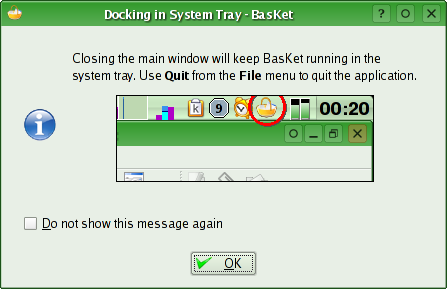 Docking in System Tray - BasKet
Closing the main window will keep BasKet running in the
system tray. Use Quit from the File menu to quit the application.
k 9 00:20
Do not show this message again
OK